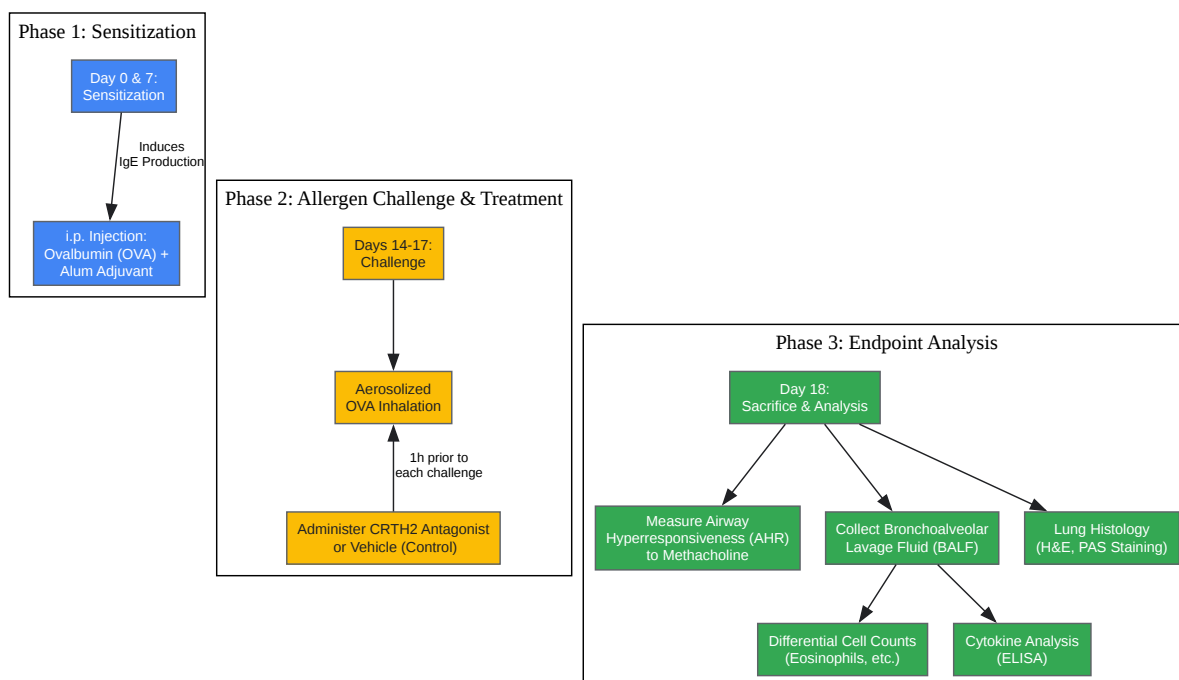 Phase 1: Sensitization
Day 0 & 7:
Sensitization
Induces
IgE Production
i.p. Injection:
Ovalbumin (OVA) +
Alum Adjuvant
Phase 2: Allergen Challenge & Treatment
Days 14-17:
Challenge
Aerosolized
OVA Inhalation
1h prior to
each challenge
Administer CRTH2 Antagonist
or Vehicle (Control)
Phase 3: Endpoint Analysis
Day 18:
Sacrifice & Analysis
Measure Airway
Hyperresponsiveness (AHR)
to Methacholine
Collect Bronchoalveolar
Lavage Fluid (BALF)
Lung Histology
(H&E, PAS Staining)
Differential Cell Counts
(Eosinophils, etc.)
Cytokine Analysis
(ELISA)